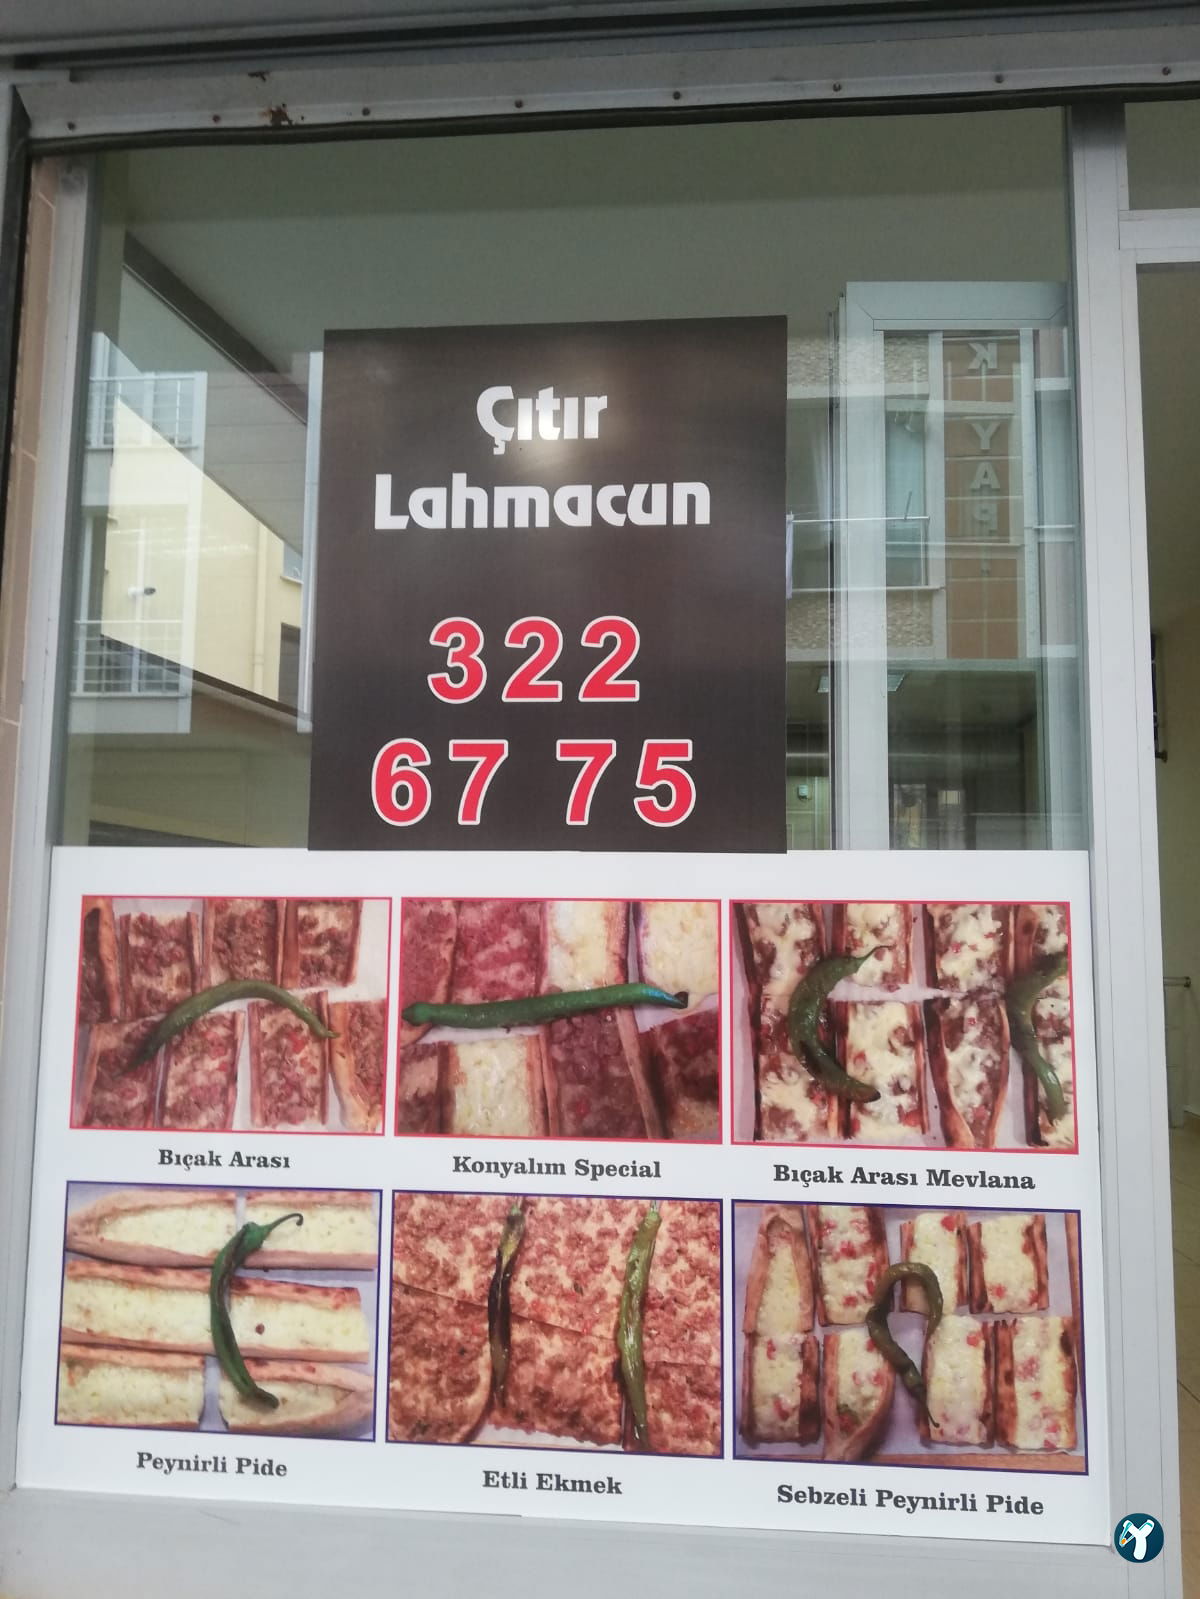 Çıtır
Lahmacun
322
67 75
Bıçak Arası
Konyalım Special
Bıçak Arası Mevlana
Peynirli Pide
Etli Ekmek
Sebzeli Peynirli Pide